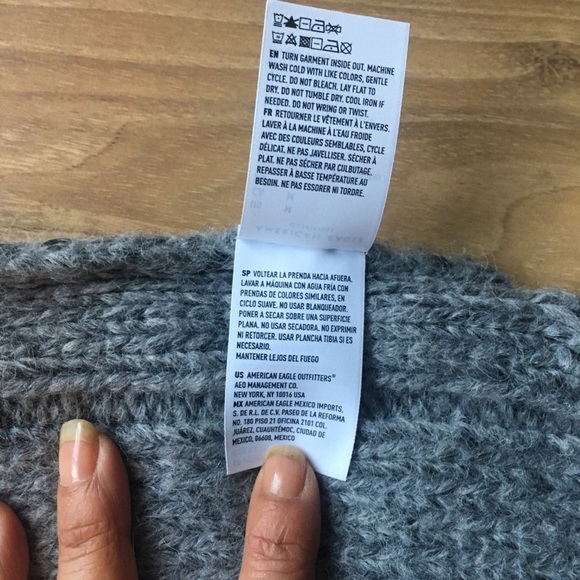 EN TURN GARMENT INSIDE OUT. MACHINE
WASH COLD WITH LIKE COLORS, GENTLE
CYCLE. DO NOT BLEACH. LAY FLAT TO
DRY. DO NOT TUMBLE DRY. COOL IRON IF
NEEDED. DO NOT WRING OR TWIST.
FR RETOURNER LE VÊTEMENT À L'ENVERS.
LAVER À LA MACHINE À L'EAU FROIDE
AVEC DES COULEURS SEMBLABLES, CYCLE
DÉLICAT. NE PAS JAVELLISER. SÉCHER À
PLAT. NE PAS SÉCHER PAR CULBUTAGE.
REPASSER À BASSE TEMPÉRATURE AU
BESOIN. NE PAS ESSORER NI TORDRE.
SP VOLTEAR LA PRENDA HACIA AFUERA,
LAVAR A MÁQUINA CON AGUA FRÍA CON
PRENDAS DE COLORES SIMILARES, EN
CICLO SUAVE. NO USAR BLANQUEADOR.
PONER A SECAR SOBRE UNA SUPERFICIE
PLANA. NO USAR SECADORA. NO EXPRIMIR
NI RETORCER. USAR PLANCHA TIBIA SI ES
NECESARIO.
MANTENER LEJOS DEL FUEGO
US AMERICAN EAGLE OUTFITTERS®
AEO MANAGEMENT CO.
NEW YORK, NY 10016 USA
MX AMERICAN EAGLE MEXICO IMPORTS,
S. DE R.L. DE C.V. PASEO DE LA REFORMA
NO. 180 PISO 21 OFICINA 2101 COL.
JUÁREZ, CUAUHTÉMOC, CIUDAD DE
MEXICO, 06600, MEXICO